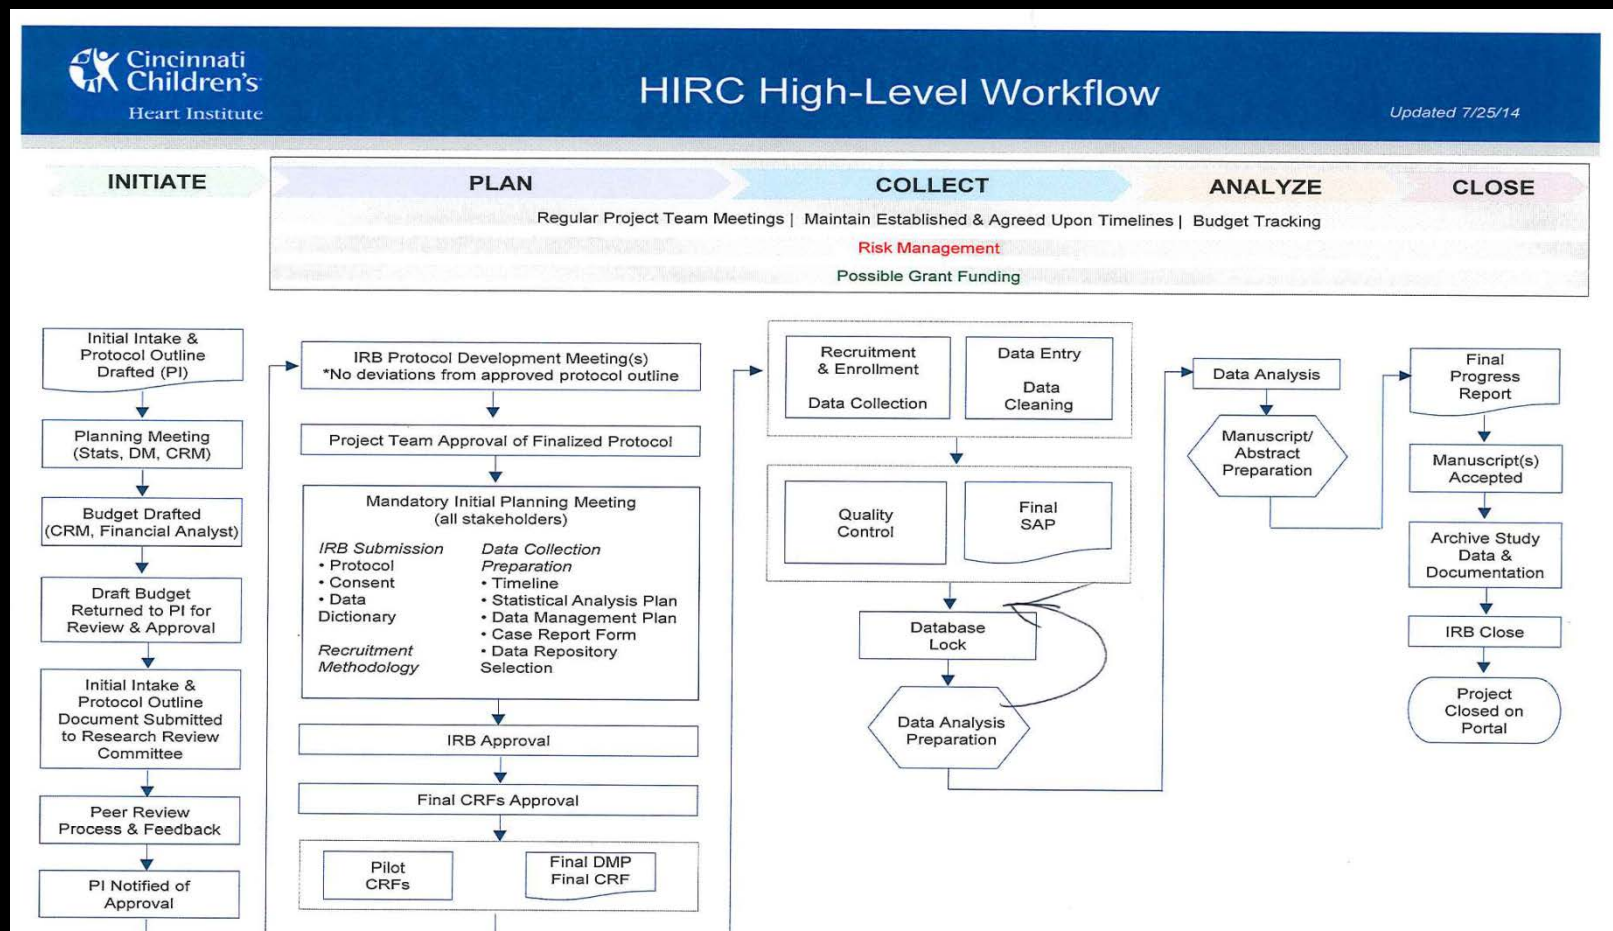 Cincinnati
Children's
Heart Institute
HIRC High-Level Workflow
Updated 7/25/14
INITIATE
PLAN
COLLECT
ANALYZE
CLOSE
Regular Project Team Meetings | Maintain Established & Agreed Upon Timelines | Budget Tracking
Risk Management
Possible Grant Funding
Initial Intake &
Protocol Outline
Drafted (PI)
Planning Meeting
(Stats, DM, CRM)
Budget Drafted
(CRM, Financial Analyst)
Draft Budget
Returned to PI for
Review & Approval
Initial Intake &
Protocol Outline
Document Submitted
to Research Review
Committee
Peer Review
Process & Feedback
PI Notified of
Approval
IRB Protocol Development Meeting(s)
*No deviations from approved protocol outline
Project Team Approval of Finalized Protocol
Mandatory Initial Planning Meeting
(all stakeholders)
IRB Submission
• Protocol
• Consent
• Data
Dictionary
Recruitment
Methodology
Data Collection
Preparation
• Timeline
• Statistical Analysis Plan
• Data Management Plan
• Case Report Form
• Data Repository
Selection
IRB Approval
Final CRFs Approval
Pilot
CRFs
Final DMP
Final CRF
Recruitment
& Enrollment
Data Collection
Data Entry
Data
Cleaning
Quality
Control
Final
SAP
Database
Lock
Data Analysis
Preparation
Data Analysis
Manuscript/
Abstract
Preparation
Final
Progress
Report
Manuscript(s)
Accepted
Archive Study
Data &
Documentation
IRB Close
Project
Closed on
Portal